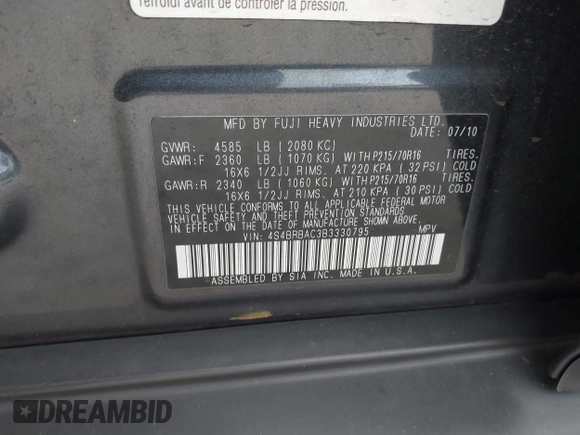 refroidi avant de contrôler la pression.
MFD BY FUJI HEAVY INDUSTRIES LTD.
DATE: 07/10
GVWR: 4585 LB ( 2080 KG)
GAWR:F 2360 LB ( 1070 KG) WITH P215/70R16 TIRES.
16X6 1/2JJ RIMS. AT 220 KPA ( 32 PSI) COLD
GAWR:R 2340 LB ( 1060 KG) WITH P215/70R16 TIRES.
16X6 1/2JJ RIMS. AT 210 KPA ( 30 PSI) COLD
THIS VEHICLE CONFORMS TO ALL APPLICABLE FEDERAL MOTOR
VEHICLE SAFETY AND THEFT PREVENTION STANDARDS
IN EFFECT ON THE DATE OF MANUFACTURE SHOWN ABOVE.
VIN: 4S4BRBAC3B3330795 MPV
ASSEMBLED BY SIA INC. MADE IN U.S.A.
DREAMBID